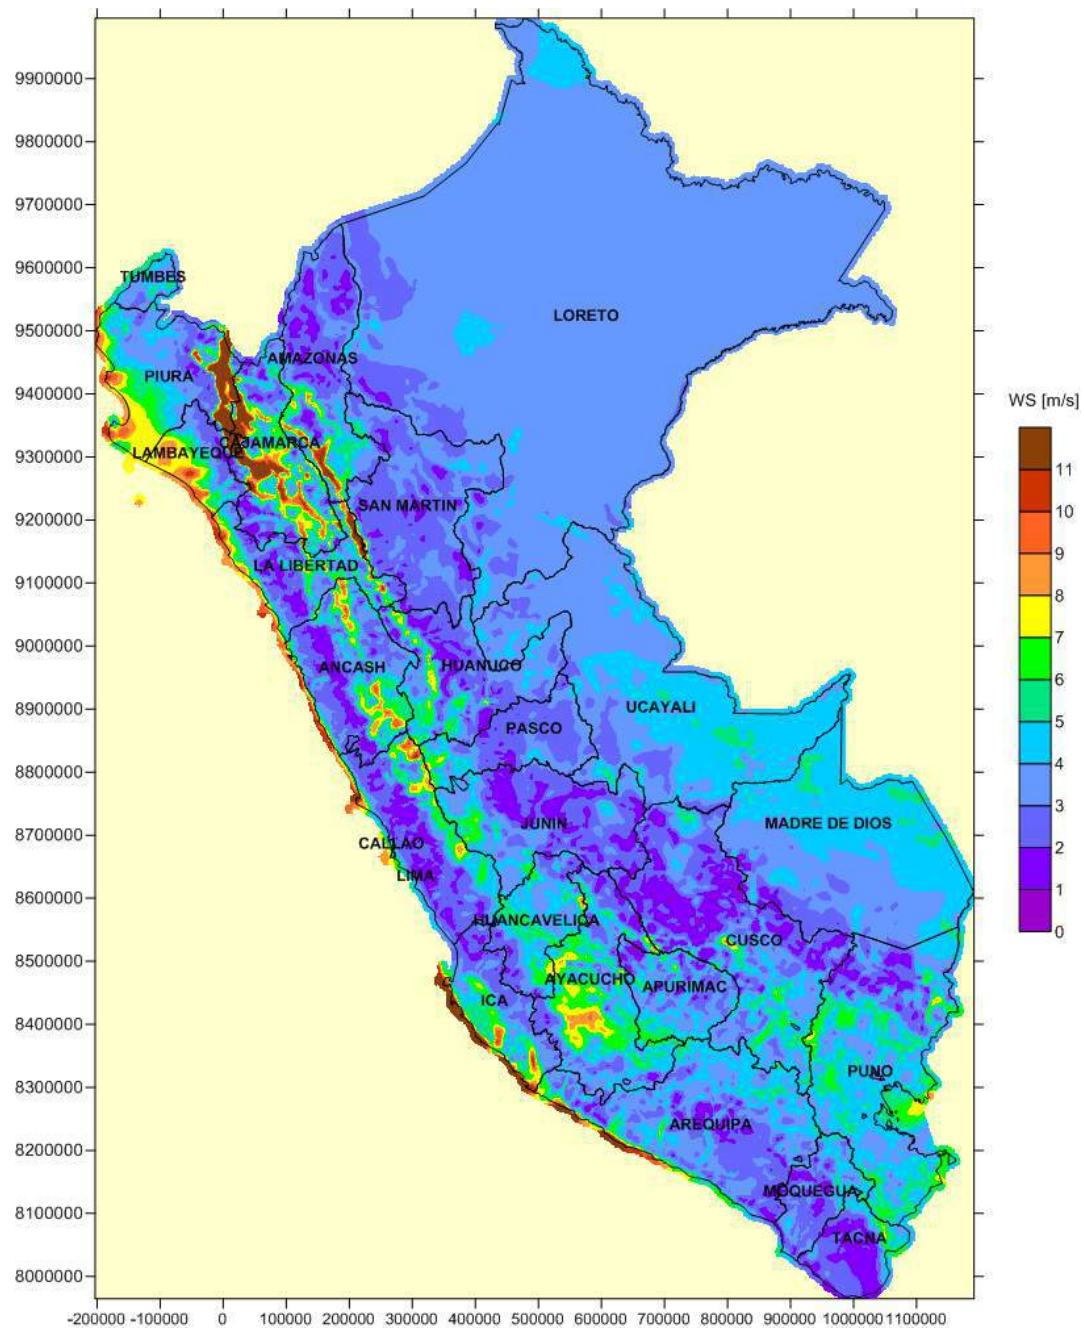 9900000
9800000
9700000
9600000
9500000
9400000
9300000
9200000
9100000
9000000
8900000
8800000
8700000
8600000
8500000
8400000
8300000
8200000
8100000
8000000
TUMBES
LORETO
AMAZONAS
PIURA
CAJAMARCA
LAMBAYEQUE
SAN MARTIN
LA LIBERTAD
ANCASH
HUANUCO
UCAYALI
PASCO
JUNIN
MADRE DE DIOS
CALLAO
LIMA
HUANCAVELICA
CUSCO
AYACUCHO
APURIMAC
ICA
PUNO
AREQUIPA
MOQUEGUA
TACNA
-200000 -100000 0 100000 200000 300000 400000 500000 600000 700000 800000 900000 1000000 1100000
WS [m/s]
11
10
9
8
7
6
5
4
3
2
1
0